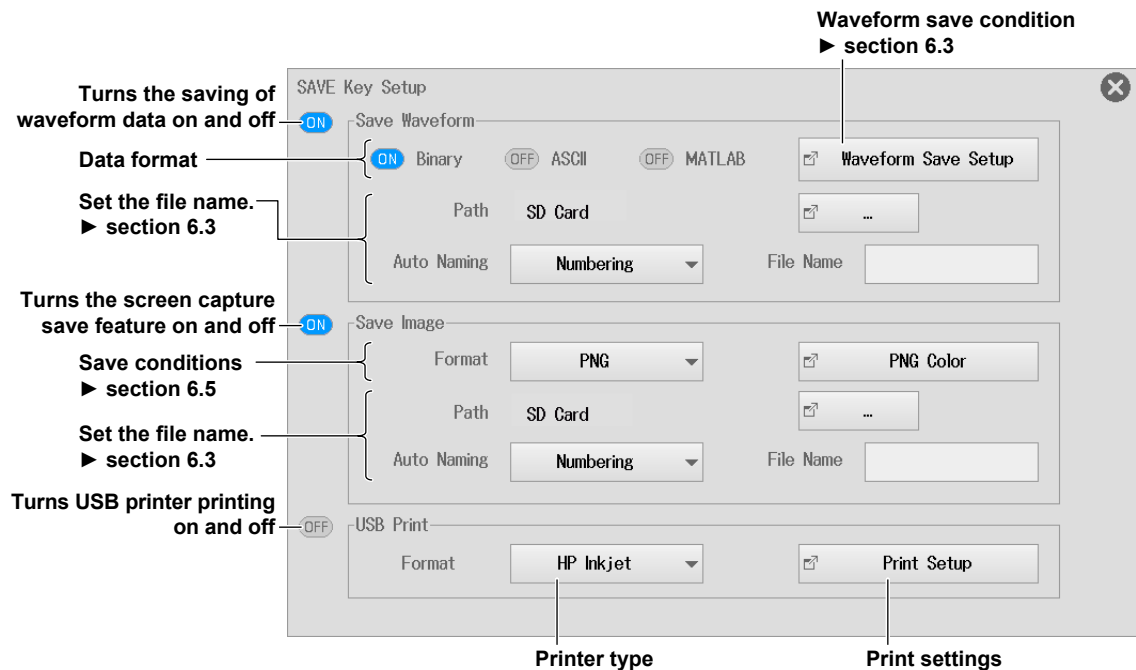 Waveform save condition
► section 6.3
SAVE Key Setup
Turns the saving of
waveform data on and off
ON
Save Waveform
Data format
ON Binary OFF ASCII OFF MATLAB Waveform Save Setup
Set the file name.
► section 6.3
Path SD Card ...
Auto Naming Numbering File Name
Turns the screen capture
save feature on and off
ON
Save Image
Save conditions
► section 6.5
Format PNG PNG Color
Path SD Card ...
Set the file name.
► section 6.3
Auto Naming Numbering File Name
Turns USB printer printing
on and off
OFF
USB Print
Format HP Inkjet Print Setup
Printer type Print settings